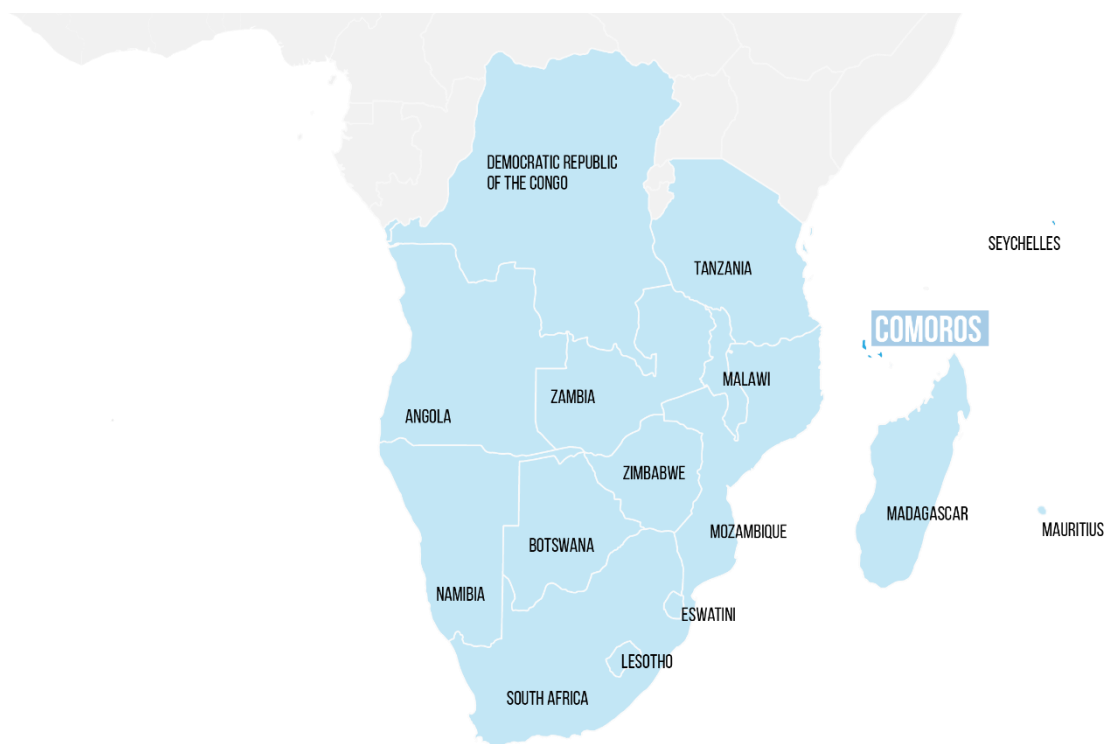 DEMOCRATIC REPUBLIC
OF THE CONGO
SEYCHELLES
TANZANIA
COMOROS
MALAWI
ZAMBIA
ANGOLA
ZIMBABWE
MADAGASCAR
MAURITIUS
MOZAMBIQUE
BOTSWANA
NAMIBIA
ESWATINI
LESOTHO
SOUTH AFRICA